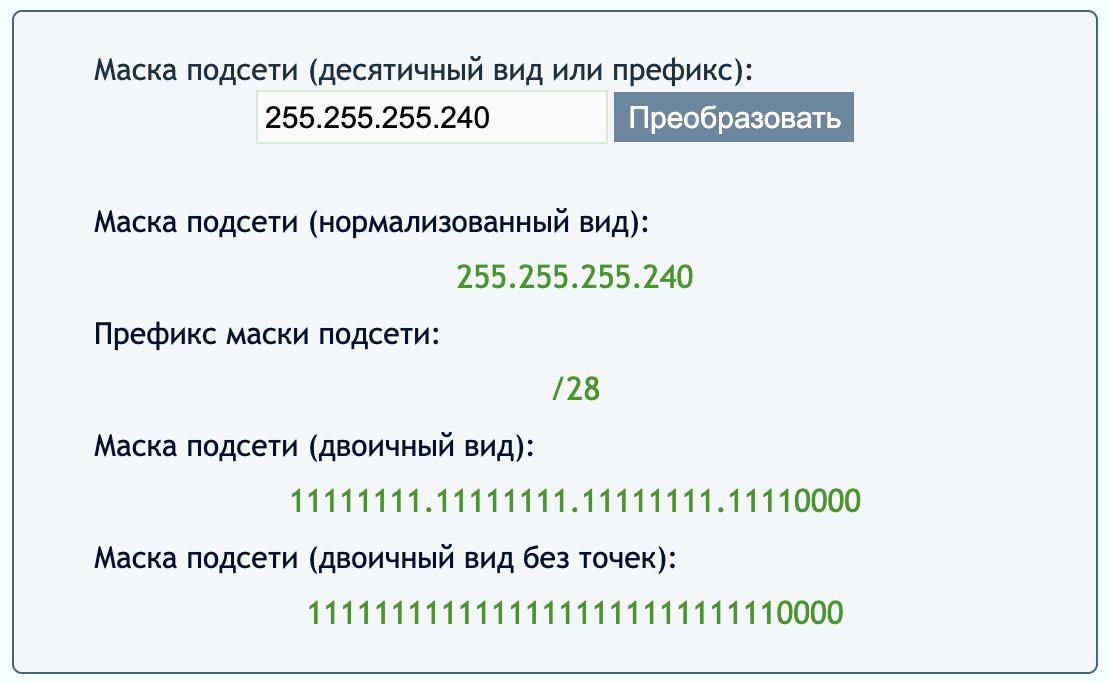 Маска подсети (десятичный вид или префикс):
255.255.255.240 Преобразовать
Маска подсети (нормализованный вид):
255.255.255.240
Префикс маски подсети:
/28
Маска подсети (двоичный вид):
11111111.11111111.11111111.11110000
Маска подсети (двоичный вид без точек):
11111111111111111111111111110000